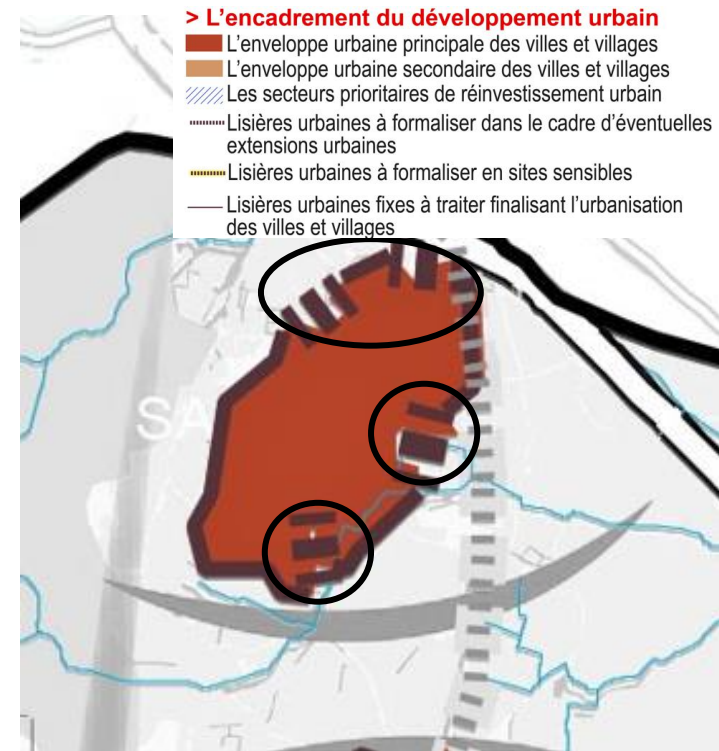 > L'encadrement du développement urbain
L'enveloppe urbaine principale des villes et villages
L'enveloppe urbaine secondaire des villes et villages
Les secteurs prioritaires de réinvestissement urbain
Lisières urbaines à formaliser dans le cadre d'éventuelles
extensions urbaines
Lisières urbaines à formaliser en sites sensibles
Lisières urbaines fixes à traiter finalisant l'urbanisation
des villes et villages
SA